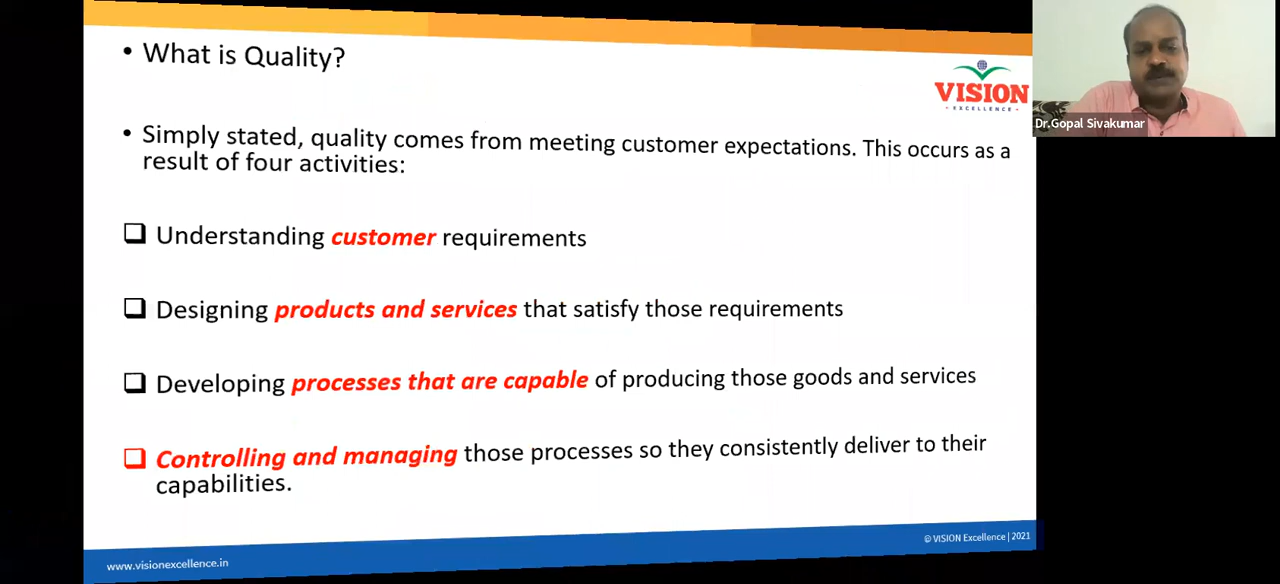 • What is Quality?
VISION
EXCELLENCE
Dr.Gopal Sivakumar
• Simply stated, quality comes from meeting customer expectations. This occurs as a
result of four activities:
❑ Understanding customer requirements
❑ Designing products and services that satisfy those requirements
❑ Developing processes that are capable of producing those goods and services
❑ Controlling and managing those processes so they consistently deliver to their
capabilities.
www.visionexcellence.in
© VISION Excellence | 2021